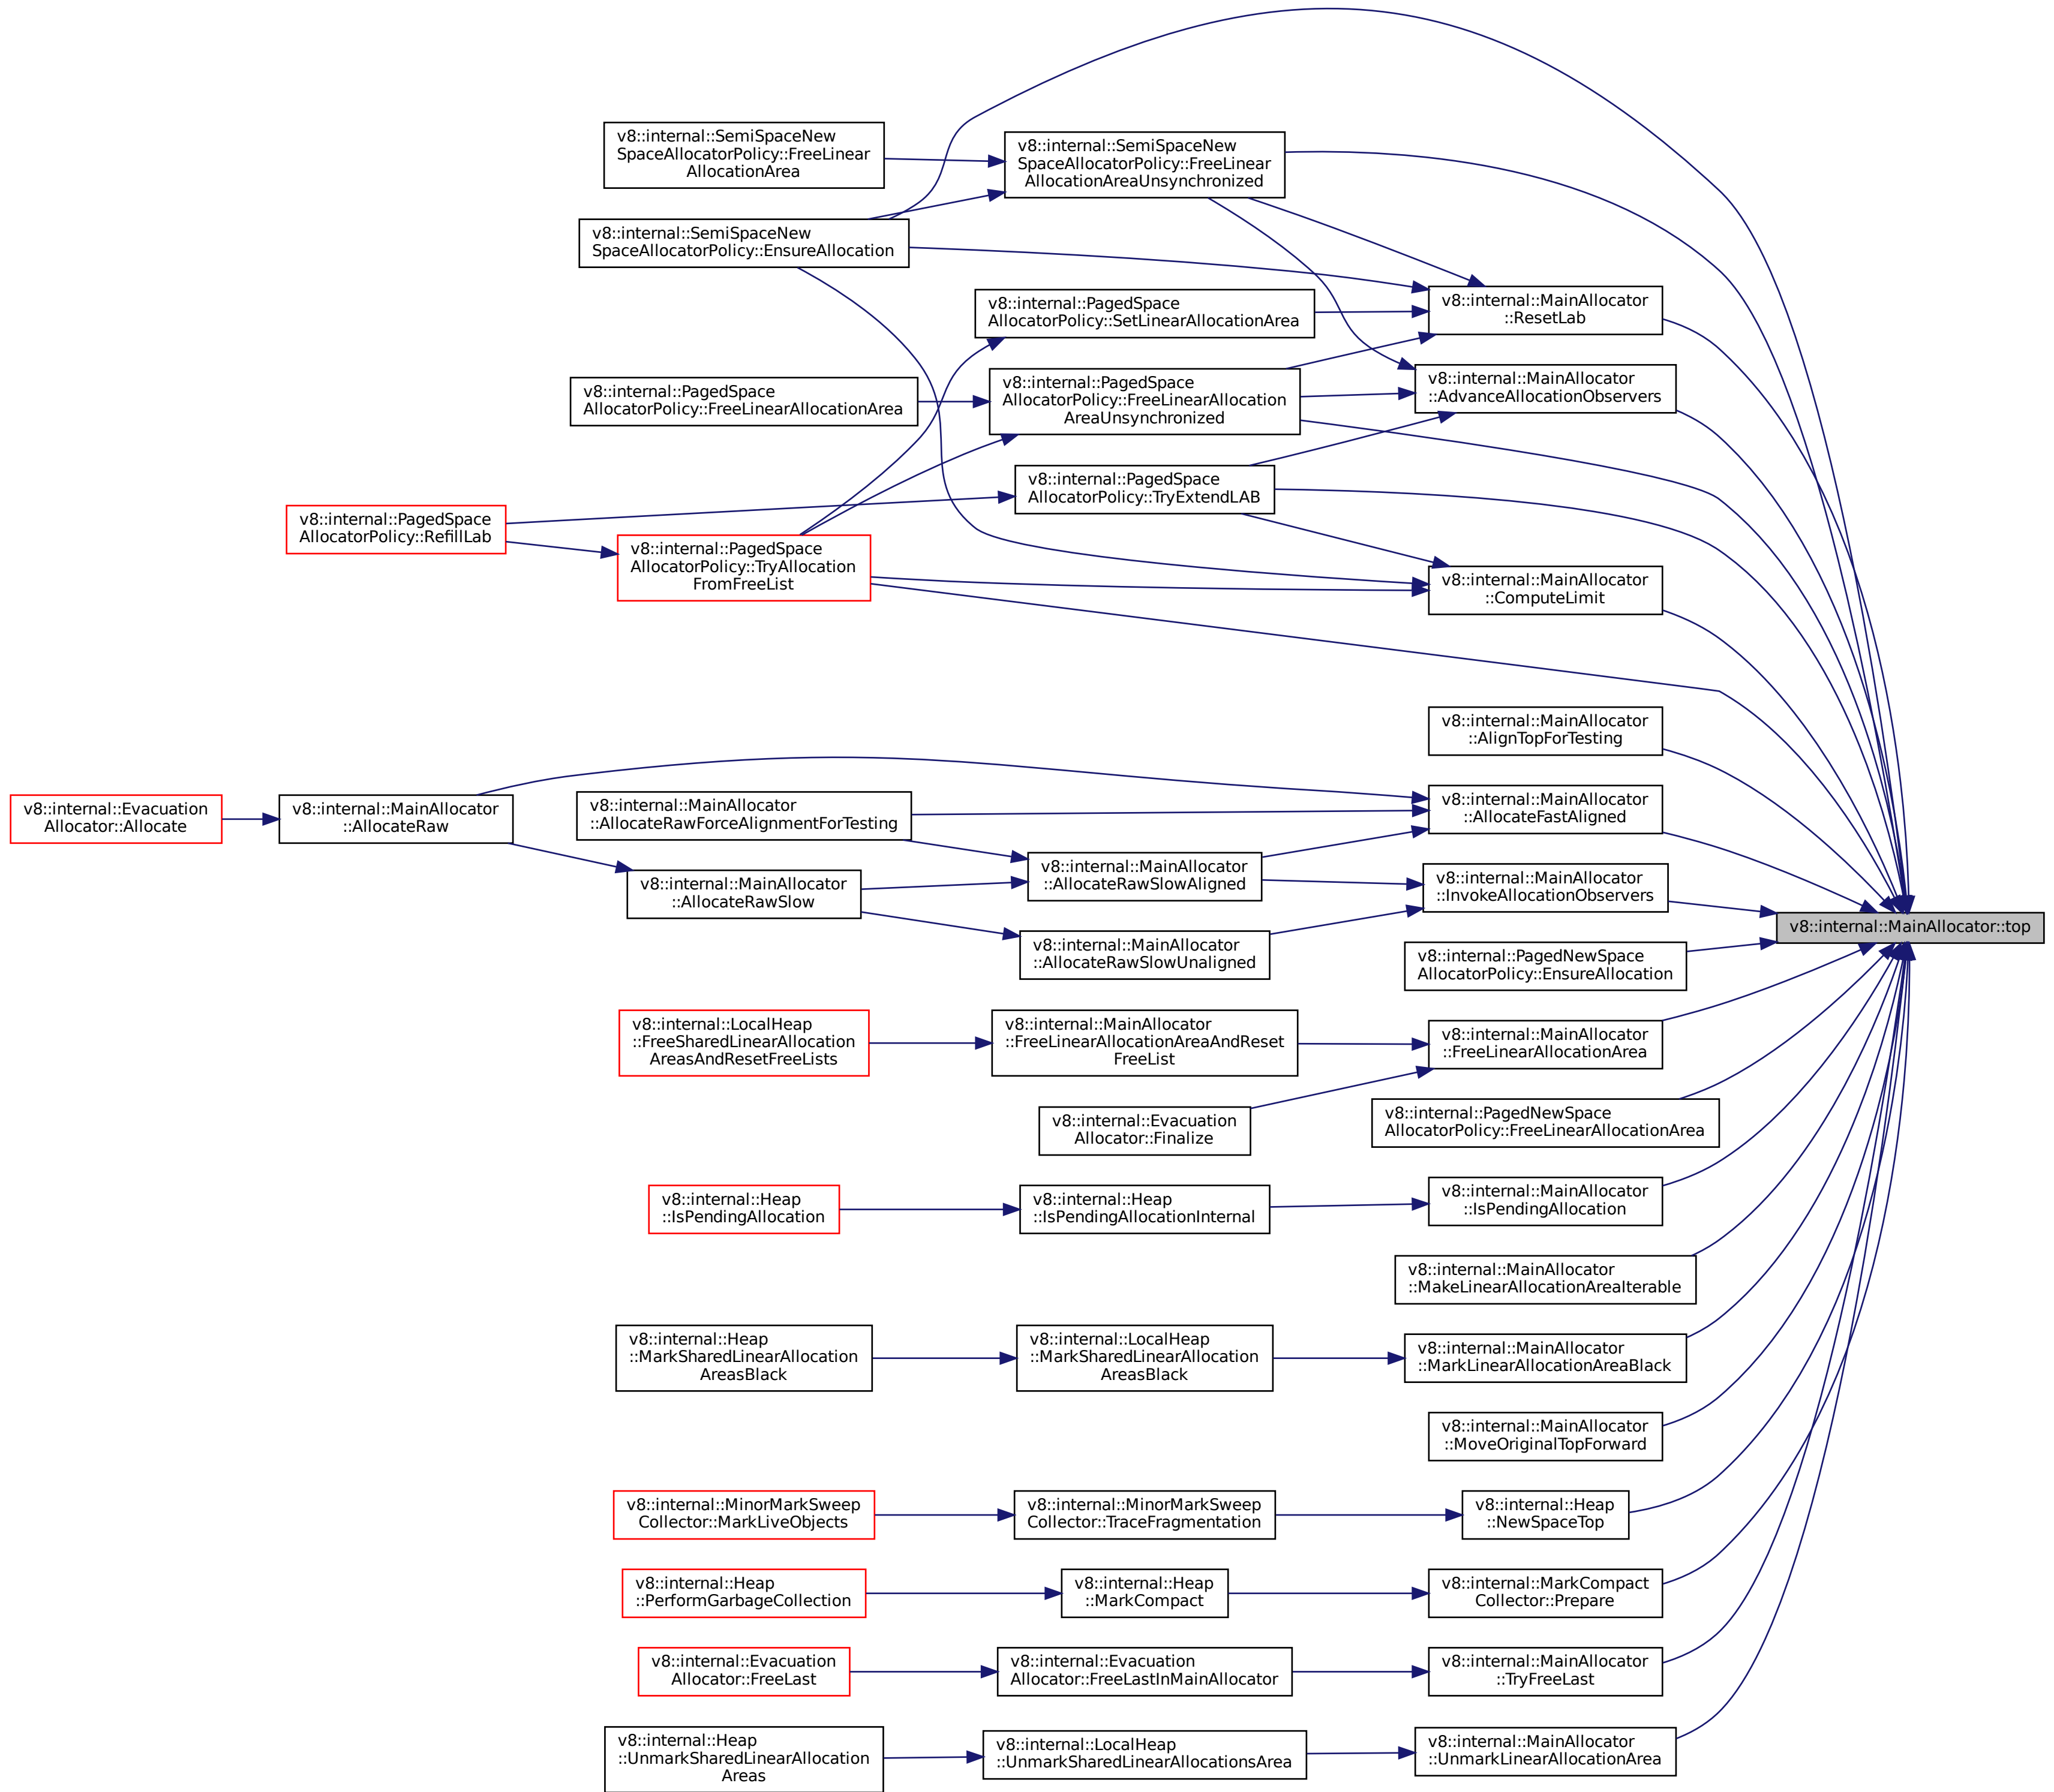 v8::internal::SemiSpaceNew
SpaceAllocatorPolicy::FreeLinear
AllocationArea
v8::internal::SemiSpaceNew
SpaceAllocatorPolicy::FreeLinear
AllocationAreaUnsynchronized
v8::internal::SemiSpaceNew
SpaceAllocatorPolicy::EnsureAllocation
v8::internal::PagedSpace
AllocatorPolicy::SetLinearAllocationArea
v8::internal::MainAllocator
::ResetLab
v8::internal::PagedSpace
AllocatorPolicy::FreeLinearAllocationArea
v8::internal::PagedSpace
AllocatorPolicy::FreeLinearAllocation
AreaUnsynchronized
v8::internal::MainAllocator
::AdvanceAllocationObservers
v8::internal::PagedSpace
AllocatorPolicy::TryExtendLAB
v8::internal::PagedSpace
AllocatorPolicy::RefillLab
v8::internal::PagedSpace
AllocatorPolicy::TryAllocation
FromFreeList
v8::internal::MainAllocator
::ComputeLimit
v8::internal::MainAllocator
::AlignTopForTesting
v8::internal::Evacuation
Allocator::Allocate
v8::internal::MainAllocator
::AllocateRaw
v8::internal::MainAllocator
::AllocateRawForceAlignmentForTesting
v8::internal::MainAllocator
::AllocateFastAligned
v8::internal::MainAllocator
::AllocateRawSlow
v8::internal::MainAllocator
::AllocateRawSlowAligned
v8::internal::MainAllocator
::InvokeAllocationObservers
v8::internal::MainAllocator::top
v8::internal::MainAllocator
::AllocateRawSlowUnaligned
v8::internal::PagedNewSpace
AllocatorPolicy::EnsureAllocation
v8::internal::LocalHeap
::FreeSharedLinearAllocation
AreasAndResetFreeLists
v8::internal::MainAllocator
::FreeLinearAllocationAreaAndReset
FreeList
v8::internal::MainAllocator
::FreeLinearAllocationArea
v8::internal::Evacuation
Allocator::Finalize
v8::internal::PagedNewSpace
AllocatorPolicy::FreeLinearAllocationArea
v8::internal::Heap
::IsPendingAllocation
v8::internal::Heap
::IsPendingAllocationInternal
v8::internal::MainAllocator
::IsPendingAllocation
v8::internal::MainAllocator
::MakeLinearAllocationAreaIterable
v8::internal::Heap
::MarkSharedLinearAllocation
AreasBlack
v8::internal::LocalHeap
::MarkSharedLinearAllocation
AreasBlack
v8::internal::MainAllocator
::MarkLinearAllocationAreaBlack
v8::internal::MainAllocator
::MoveOriginalTopForward
v8::internal::MinorMarkSweep
Collector::MarkLiveObjects
v8::internal::MinorMarkSweep
Collector::TraceFragmentation
v8::internal::Heap
::NewSpaceTop
v8::internal::Heap
::PerformGarbageCollection
v8::internal::Heap
::MarkCompact
v8::internal::MarkCompact
Collector::Prepare
v8::internal::Evacuation
Allocator::FreeLast
v8::internal::Evacuation
Allocator::FreeLastInMainAllocator
v8::internal::MainAllocator
::TryFreeLast
v8::internal::Heap
::UnmarkSharedLinearAllocation
Areas
v8::internal::LocalHeap
::UnmarkSharedLinearAllocationsArea
v8::internal::MainAllocator
::UnmarkLinearAllocationArea